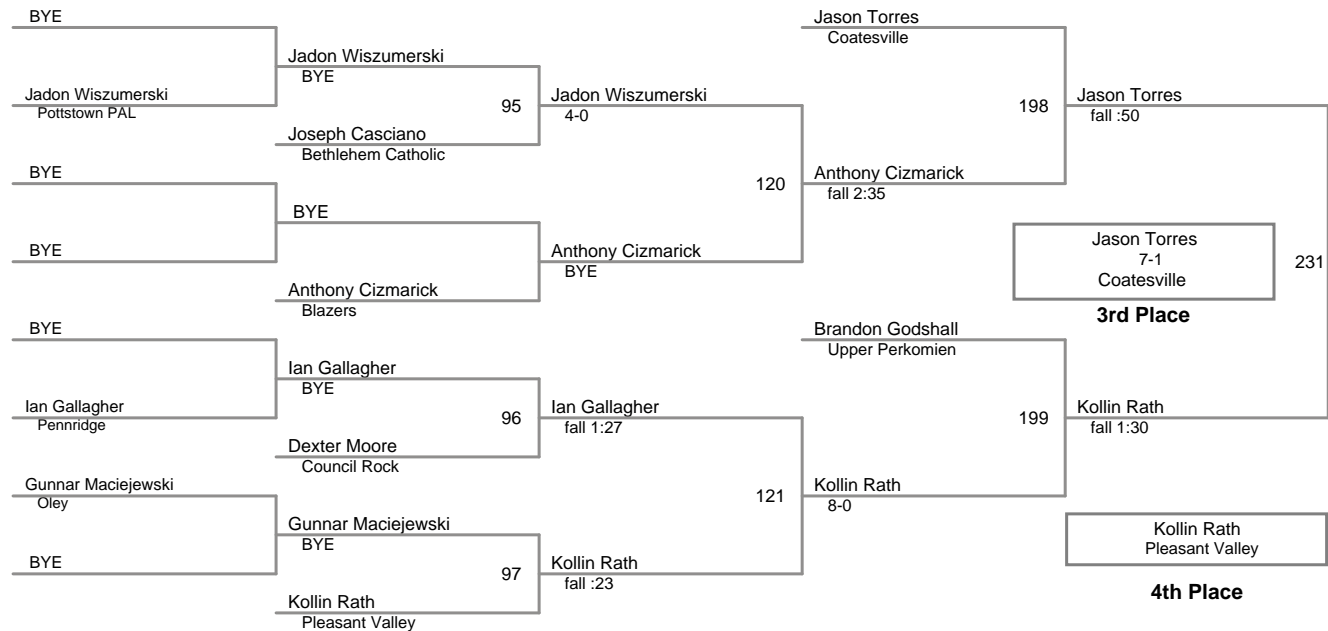 BYE
Jadon Wiszumerski
Pottstown PAL
BYE
BYE
BYE
Ian Gallagher
Pennridge
Gunnar Maciejewski
Oley
BYE
Jadon Wiszumerski
BYE
95
Joseph Casciano
Bethlehem Catholic
BYE
Anthony Cizmarick
Blazers
Ian Gallagher
BYE
96
Dexter Moore
Council Rock
Gunnar Maciejewski
BYE
97
Kollin Rath
Pleasant Valley
Jadon Wiszumerski
4-0
120
Anthony Cizmarick
BYE
Ian Gallagher
fall 1:27
121
Kollin Rath
fall :23
Jason Torres
Coatesville
198
Anthony Cizmarick
fall 2:35
Brandon Godshall
Upper Perkomien
199
Kollin Rath
8-0
Jason Torres
fall :50
Jason Torres
7-1
Coatesville
231
3rd Place
Kollin Rath
fall 1:30
Kollin Rath
Pleasant Valley
4th Place